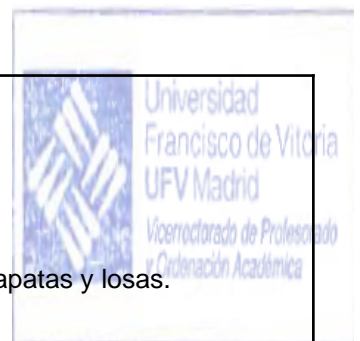 Universidad
Francisco de Vitoria
UFV Madrid
Vicerrectorado de Profesorado
y Ordenación Académica
apatas y losas.